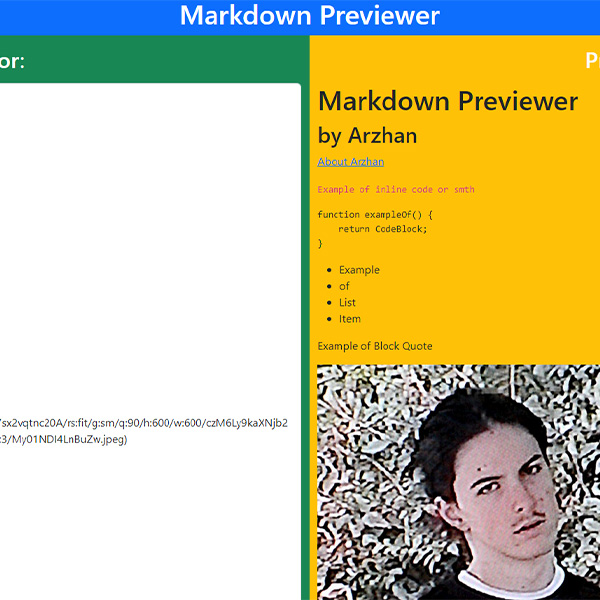 Markdown Previewer
or:
/sx2vqtnc20A/rs:fit/g:sm/q:90/h:600/w:600/czM6Ly9kaXNjb2
:3/My01NDI4LnBuZw.jpeg)
P
Markdown Previewer
by Arzhan
About Arzhan
Example of inline code or smth
function exampleOf() {
    return CodeBlock;
}
Example
of
List
Item
Example of Block Quote